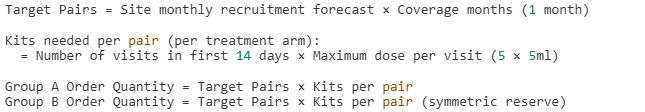 Target Pairs = Site monthly recruitment forecast × Coverage months (1 month)
Kits needed per pair (per treatment arm):
= Number of visits in first 14 days × Maximum dose per visit (5 x 5ml)
Group A Order Quantity = Target Pairs × Kits per pair
Group B Order Quantity = Target Pairs × Kits per pair (symmetric reserve)